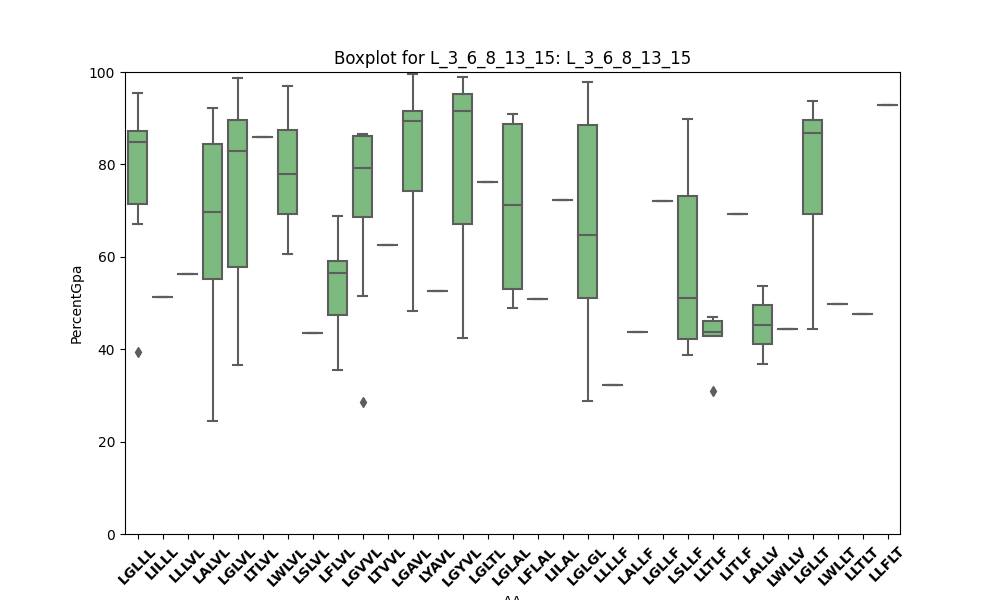 Boxplot for L_3_6_8_13_15: L_3_6_8_13_15
PercentGpa
100
80
60
40
20
0
LGLLL
LILLL
LLLVL
LALVL
LGLVL
LTLVL
LWLVL
LSLVL
LFLVL
LGVVL
LTVVL
LGAVL
LYAVL
LGYVL
LGLTL
LGLAL
LFLAL
LILAL
LGLGL
LLLLF
LALLF
LGLLF
LSLLF
LLTLF
LITLF
LALLV
LWLLV
LGLLT
LWLLT
LLTLT
LLFLT
AA